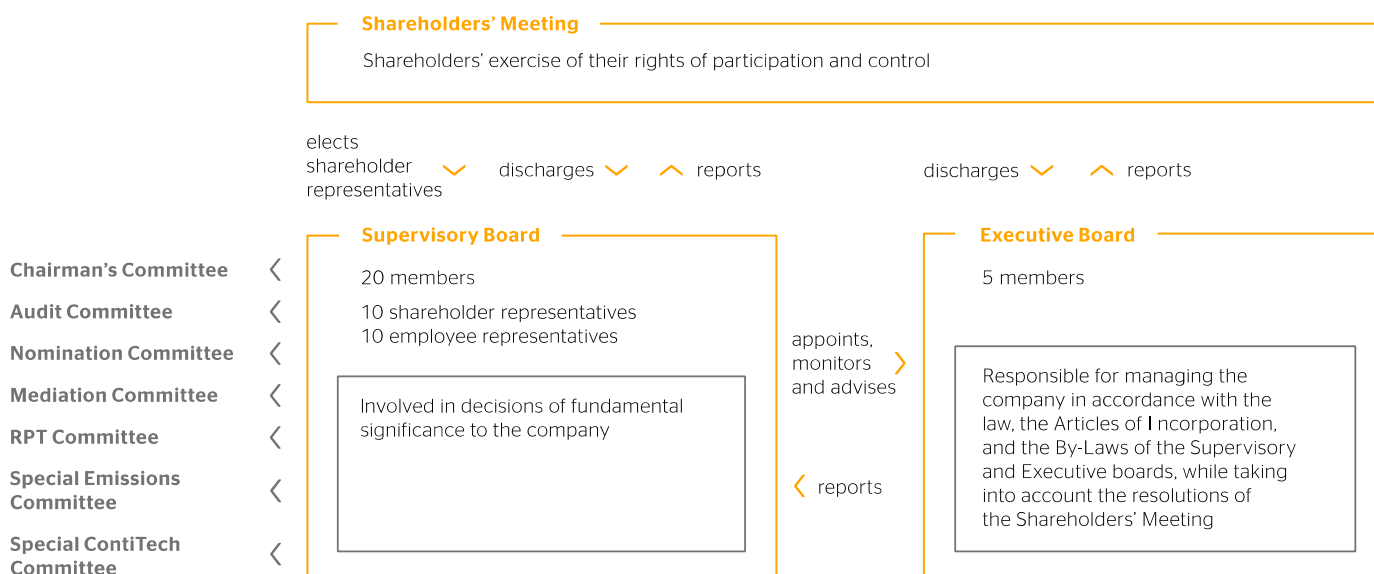 Shareholders’ Meeting
Shareholders’ exercise of their rights of participation and control
elects
shareholder
representatives
discharges
reports
discharges
reports
Supervisory Board
20 members
10 shareholder representatives
10 employee representatives
Involved in decisions of fundamental
significance to the company
appoints,
monitors
and advises
reports
Executive Board
5 members
Responsible for managing the
company in accordance with the
law, the Articles of I ncorporation,
and the By-Laws of the Supervisory
and Executive boards, while taking
into account the resolutions of
the Shareholders’ Meeting
Chairman’s Committee
Audit Committee
Nomination Committee
Mediation Committee
RPT Committee
Special Emissions
Committee
Special ContiTech
Committee